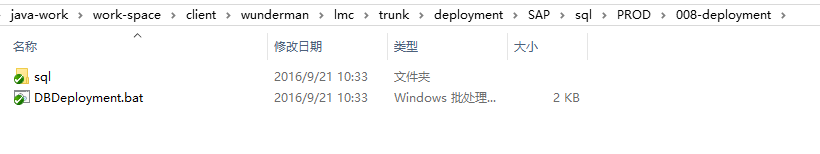 java-work > work-space > client > wunderman > lmc > trunk > deployment > SAP > sql > PROD > 008-deployment >
名称 修改日期 类型 大小
sql 2016/9/21 10:33 文件夹
DBDeployment.bat 2016/9/21 10:33 Windows 批处理... 2 KB